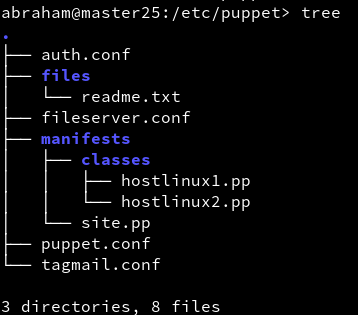 abraham@master25:/etc/puppet> tree
.
├── auth.conf
├── files
│   └── readme.txt
├── fileserver.conf
├── manifests
│   ├── classes
│   │   ├── hostlinux1.pp
│   │   └── hostlinux2.pp
│   └── site.pp
├── puppet.conf
└── tagmail.conf

3 directories, 8 files